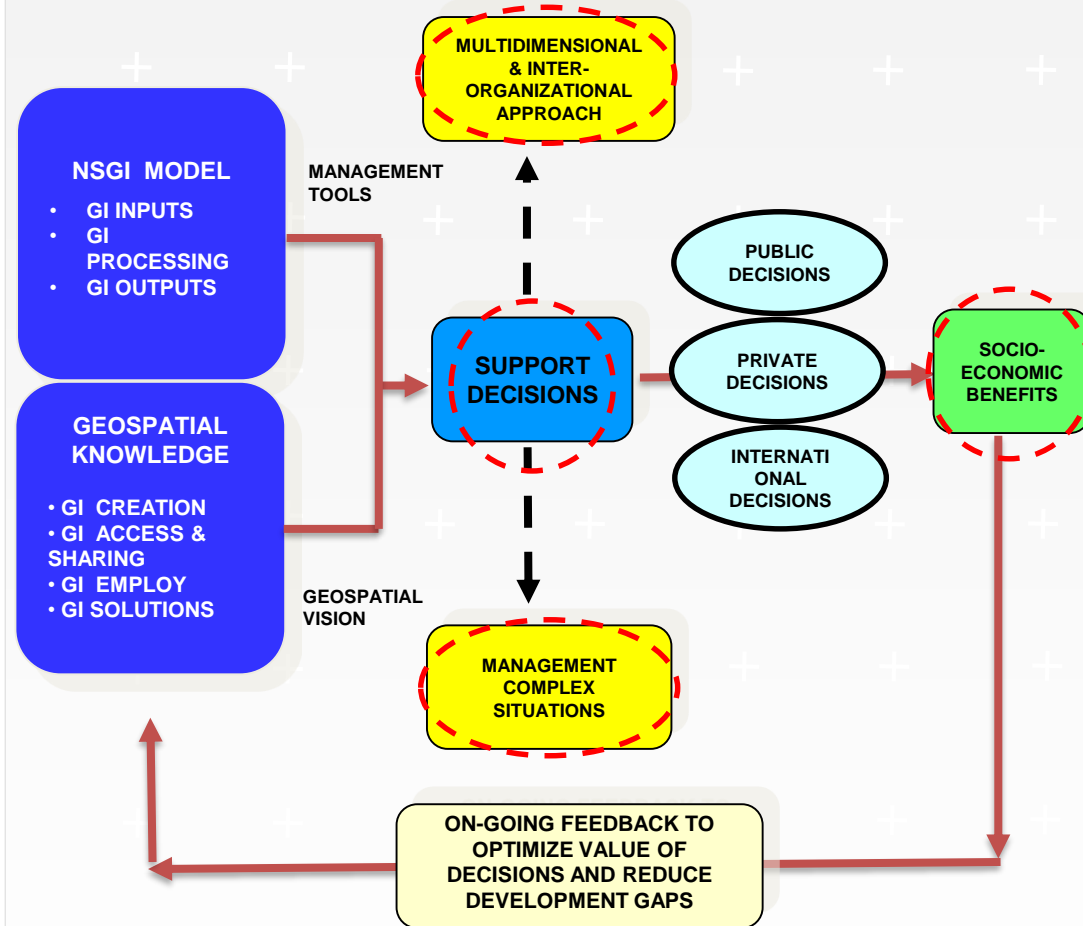 MULTIDIMENSIONAL
& INTER-
ORGANIZATIONAL
APPROACH
NSGI MODEL
• GI INPUTS
• GI
PROCESSING
• GI OUTPUTS
MANAGEMENT
TOOLS
PUBLIC
DECISIONS
SUPPORT
DECISIONS
PRIVATE
DECISIONS
SOCIO-
ECONOMIC
BENEFITS
GEOSPATIAL
KNOWLEDGE
• GI CREATION
• GI ACCESS &
SHARING
• GI EMPLOY
• GI SOLUTIONS
INTERNATI
ONAL
DECISIONS
GEOSPATIAL
VISION
MANAGEMENT
COMPLEX
SITUATIONS
ON-GOING FEEDBACK TO
OPTIMIZE VALUE OF
DECISIONS AND REDUCE
DEVELOPMENT GAPS